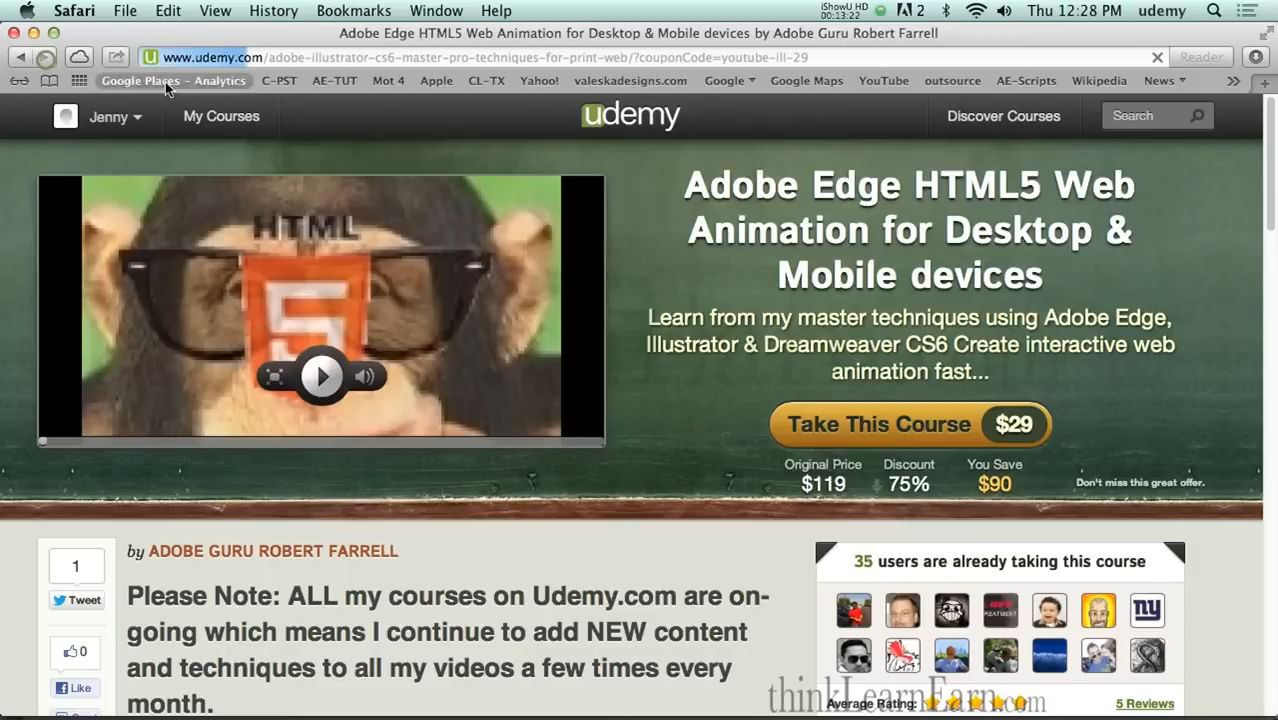 Safari File Edit View History Bookmarks Window Help iShowU HD 00:13:22 2 Thu 12:28 PM udemy
Adobe Edge HTML5 Web Animation for Desktop & Mobile devices by Adobe Guru Robert Farrell
www.udemy.com/adobe-illustrator-cs6-master-pro-techniques-for-print-web/?couponCode=youtube-ill-29 Reader
Google Places - Analytics C-PST AE-TUT Mot 4 Apple CL-TX Yahoo! valeskadesigns.com Google Google Maps YouTube outsource AE-Scripts Wikipedia News
Jenny My Courses udemy Discover Courses Search
HTML
5
Adobe Edge HTML5 Web
Animation for Desktop &
Mobile devices
Learn from my master techniques using Adobe Edge,
Illustrator & Dreamweaver CS6 Create interactive web
animation fast...
Take This Course $29
Original Price Discount You Save
$119 75% $90 Don't miss this great offer.
1
Tweet
0
Like
by ADOBE GURU ROBERT FARRELL
Please Note: ALL my courses on Udemy.com are on-
going which means I continue to add NEW content
and techniques to all my videos a few times every
month.
35 users are already taking this course
NY
Average Rating: 5 Reviews
thinkLearnEarn.com